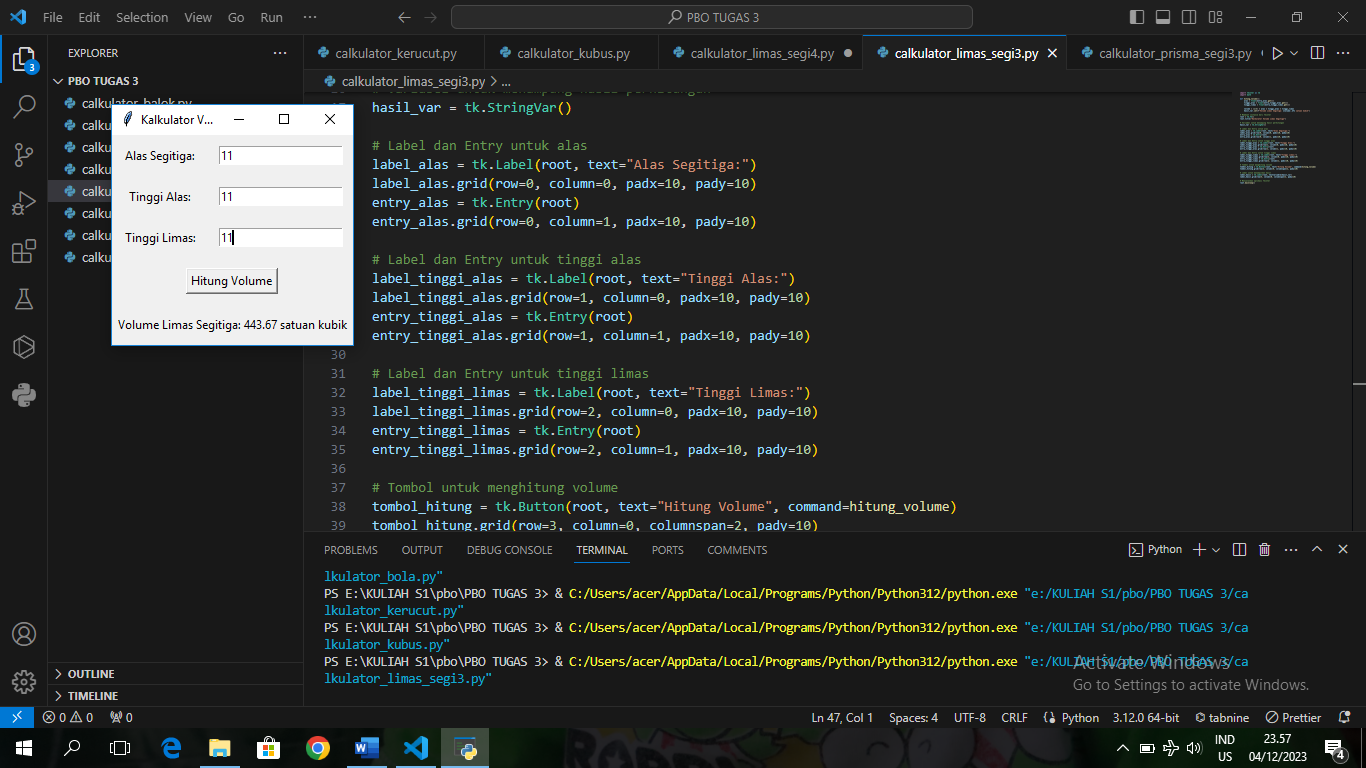 File Edit Selection View Go Run ··· PBO TUGAS 3
EXPLORER ···
PBO TUGAS 3
calkulator_balok.py
calku
calku
calku
calku
calku
calku
calku
3
Kalkulator V...
Alas Segitiga: 11
Tinggi Alas: 11
Tinggi Limas: 11
Hitung Volume
Volume Limas Segitiga: 443.67 satuan kubik
OUTLINE
TIMELINE
calkulator_kerucut.py calkulator_kubus.py calkulator_limas_segi4.py calkulator_limas_segi3.py calkulator_prisma_segi3.py
calkulator_limas_segi3.py > ...
hasil_var = tk.StringVar()
# Label dan Entry untuk alas
label_alas = tk.Label(root, text="Alas Segitiga:")
label_alas.grid(row=0, column=0, padx=10, pady=10)
entry_alas = tk.Entry(root)
entry_alas.grid(row=0, column=1, padx=10, pady=10)
# Label dan Entry untuk tinggi alas
label_tinggi_alas = tk.Label(root, text="Tinggi Alas:")
label_tinggi_alas.grid(row=1, column=0, padx=10, pady=10)
entry_tinggi_alas = tk.Entry(root)
entry_tinggi_alas.grid(row=1, column=1, padx=10, pady=10)
30
31 # Label dan Entry untuk tinggi limas
32 label_tinggi_limas = tk.Label(root, text="Tinggi Limas:")
33 label_tinggi_limas.grid(row=2, column=0, padx=10, pady=10)
34 entry_tinggi_limas = tk.Entry(root)
35 entry_tinggi_limas.grid(row=2, column=1, padx=10, pady=10)
36
37 # Tombol untuk menghitung volume
38 tombol_hitung = tk.Button(root, text="Hitung Volume", command=hitung_volume)
39 tombol_hitung.grid(row=3, column=0, columnspan=2, pady=10)
PROBLEMS OUTPUT DEBUG CONSOLE TERMINAL PORTS COMMENTS Python
lkulator_bola.py"
PS E:\KULIAH S1\pbo\PBO TUGAS 3> & C:/Users/acer/AppData/Local/Programs/Python/Python312/python.exe "e:/KULIAH S1/pbo/PBO TUGAS 3/ca
lkulator_kerucut.py"
PS E:\KULIAH S1\pbo\PBO TUGAS 3> & C:/Users/acer/AppData/Local/Programs/Python/Python312/python.exe "e:/KULIAH S1/pbo/PBO TUGAS 3/ca
lkulator_kubus.py"
PS E:\KULIAH S1\pbo\PBO TUGAS 3> & C:/Users/acer/AppData/Local/Programs/Python/Python312/python.exe "e:/KULIAH S1/pbo/PBO TUGAS 3/ca
lkulator_limas_segi3.py"
Activate Windows
Go to Settings to activate Windows.
0 0 0 Ln 47, Col 1 Spaces: 4 UTF-8 CRLF Python 3.12.0 64-bit tabnine Prettier
IND 23.57
US 04/12/2023 4